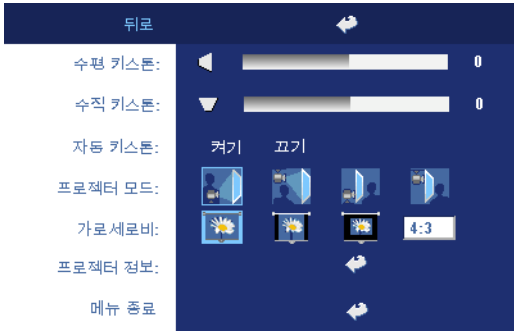 뒤로
수평 키스톤: 0
수직 키스톤: 0
자동 키스톤: 켜기 끄기
프로젝터 모드:
가로세로비: 4:3
프로젝터 정보:
메뉴 종료